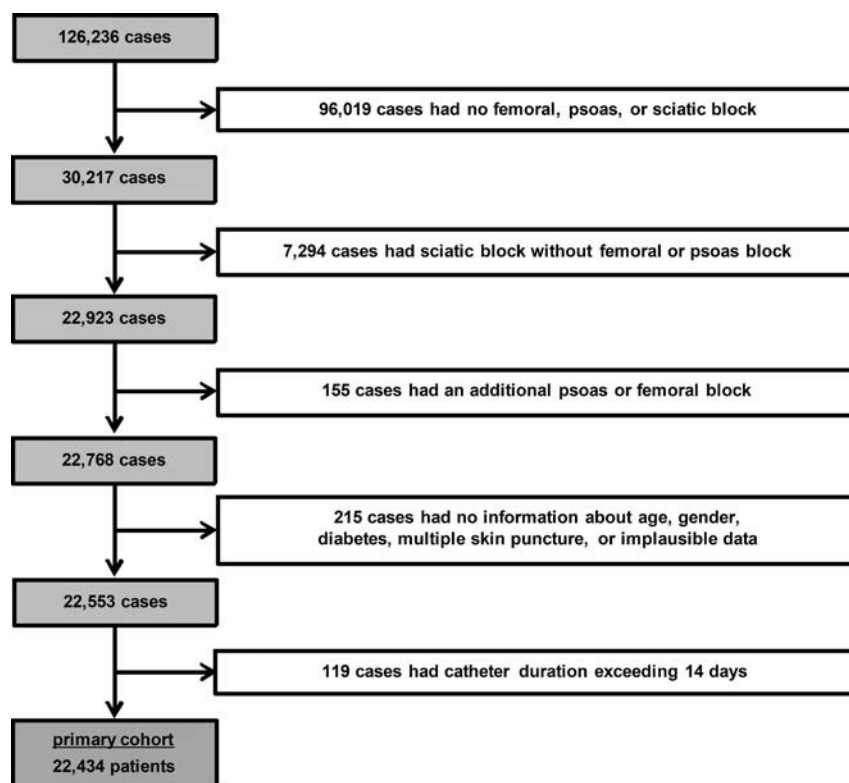 126,236 cases
96,019 cases had no femoral, psoas, or sciatic block
30,217 cases
7,294 cases had sciatic block without femoral or psoas block
22,923 cases
155 cases had an additional psoas or femoral block
22,768 cases
215 cases had no information about age, gender,
diabetes, multiple skin puncture, or implausible data
22,553 cases
119 cases had catheter duration exceeding 14 days
primary cohort
22,434 patients